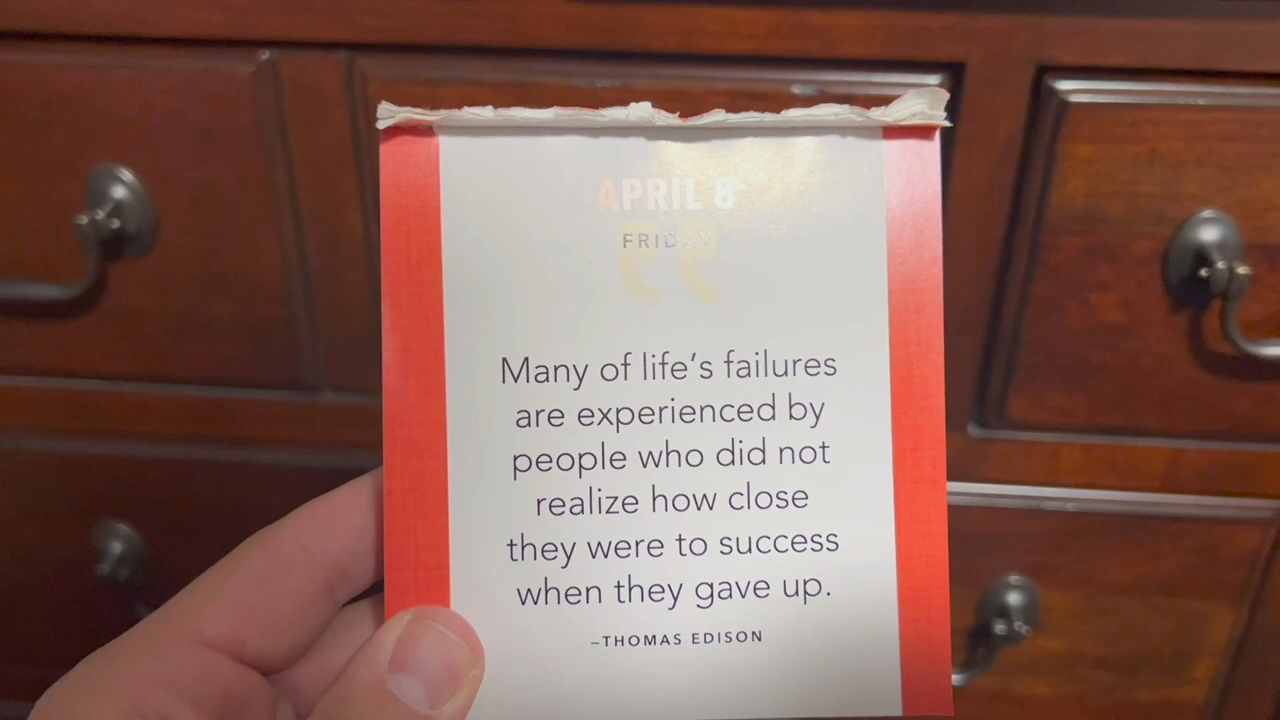 APRIL 8
FRIDAY
Many of life's failures
are experienced by
people who did not
realize how close
they were to success
when they gave up.
–THOMAS EDISON